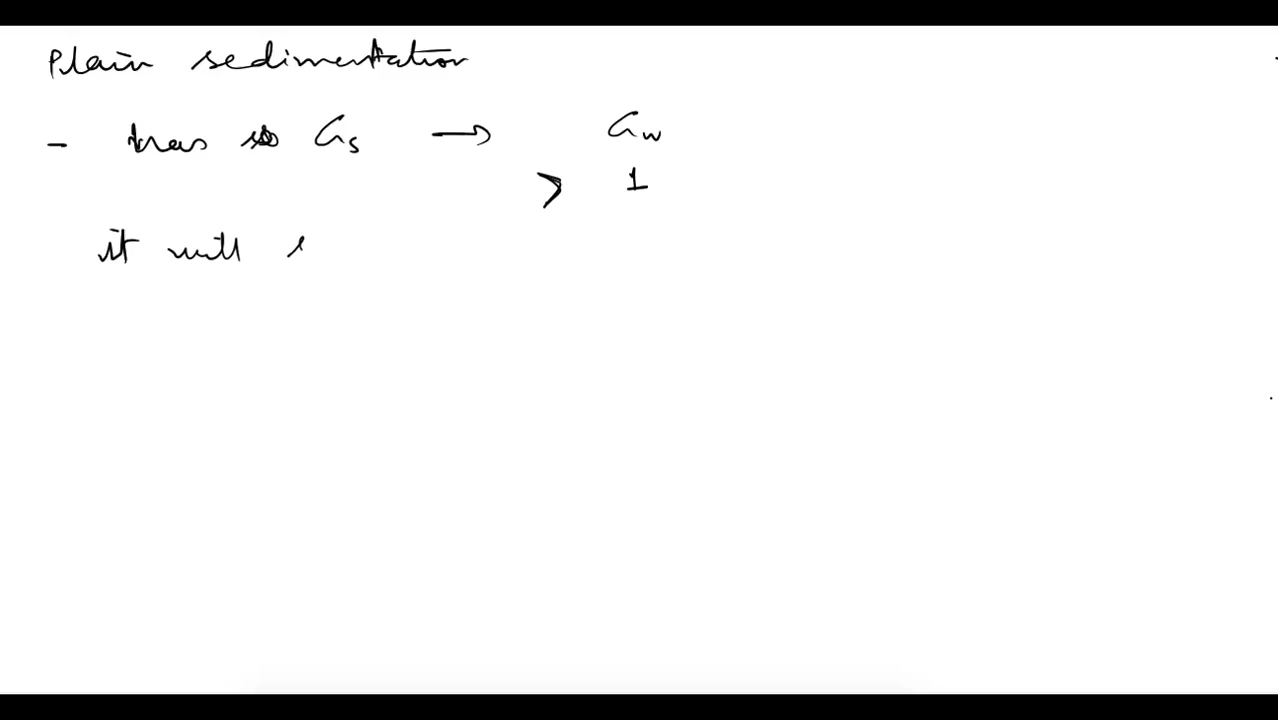 Plain sedimentation
- has Gs → Gw
> 1
it will s